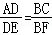 AD/DE = BC/BF